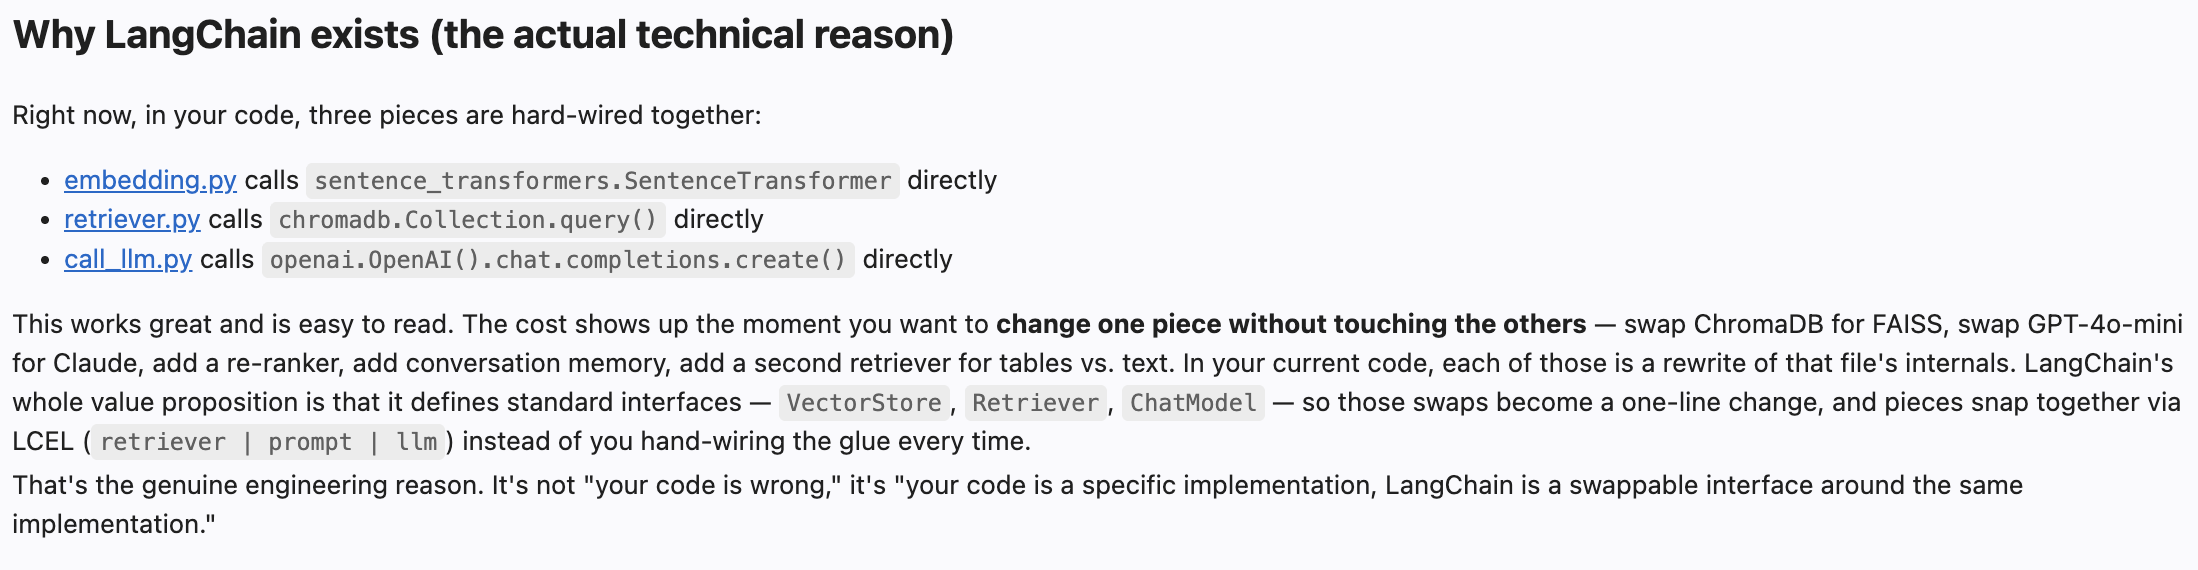 Why LangChain exists (the actual technical reason)
Right now, in your code, three pieces are hard-wired together:
• embedding.py calls sentence_transformers.SentenceTransformer directly
• retriever.py calls chromadb.Collection.query() directly
• call_llm.py calls openai.OpenAI().chat.completions.create() directly
This works great and is easy to read. The cost shows up the moment you want to change one piece without touching the others — swap ChromaDB for FAISS, swap GPT-4o-mini
for Claude, add a re-ranker, add conversation memory, add a second retriever for tables vs. text. In your current code, each of those is a rewrite of that file's internals. LangChain's
whole value proposition is that it defines standard interfaces — VectorStore, Retriever, ChatModel — so those swaps become a one-line change, and pieces snap together via
LCEL (retriever | prompt | llm) instead of you hand-wiring the glue every time.
That's the genuine engineering reason. It's not "your code is wrong," it's "your code is a specific implementation, LangChain is a swappable interface around the same
implementation."